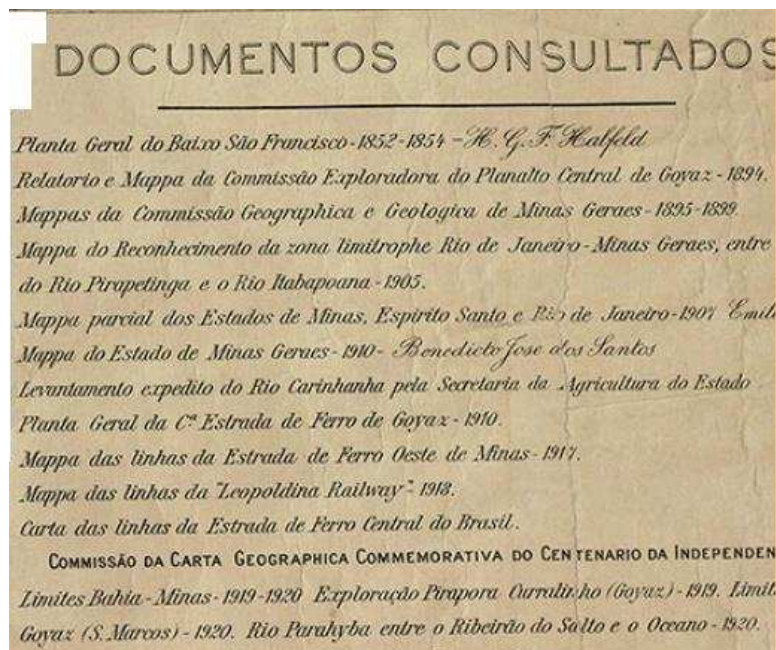 DOCUMENTOS CONSULTADOS
Planta Geral do Baixo São Francisco-1852-1854-H. G. F. Halfeld
Relatorio e Mappa da Commissão Exploradora do Planalto Central de Goyaz-1894.
Mappas da Commissão Geographica e Geologica de Minas Geraes-1895-1899.
Mappa do Reconhecimento da zona limitrophe Rio de Janeiro-Minas Geraes, entre
do Rio Pirapetinga e o Rio Itabapoana-1905.
Mappa parcial dos Estados de Minas, Espirito Santo e Rio de Janeiro-1907 Emil
Mappa do Estado de Minas Geraes-1910-Benedicto Jose dos Santos
Levantamento expedito do Rio Carinhanha pela Secretaria da Agricultura do Estado
Planta Geral da Cª Estrada de Ferro de Goyaz-1910.
Mappa das linhas da Estrada de Ferro Oeste de Minas-1917.
Mappa das linhas da "Leopoldina Railway"-1918.
Carta das linhas da Estrada de Ferro Central do Brasil.
COMMISSÃO DA CARTA GEOGRAPHICA COMMEMORATIVA DO CENTENARIO DA INDEPENDEN
Limites Bahia-Minas-1919-1920 Exploração Pirapora Curralinho (Goyaz)-1919. Limit
Goyaz (S. Marcos)-1920. Rio Parahyba entre o Ribeirão do Salto e o Oceano-1920.